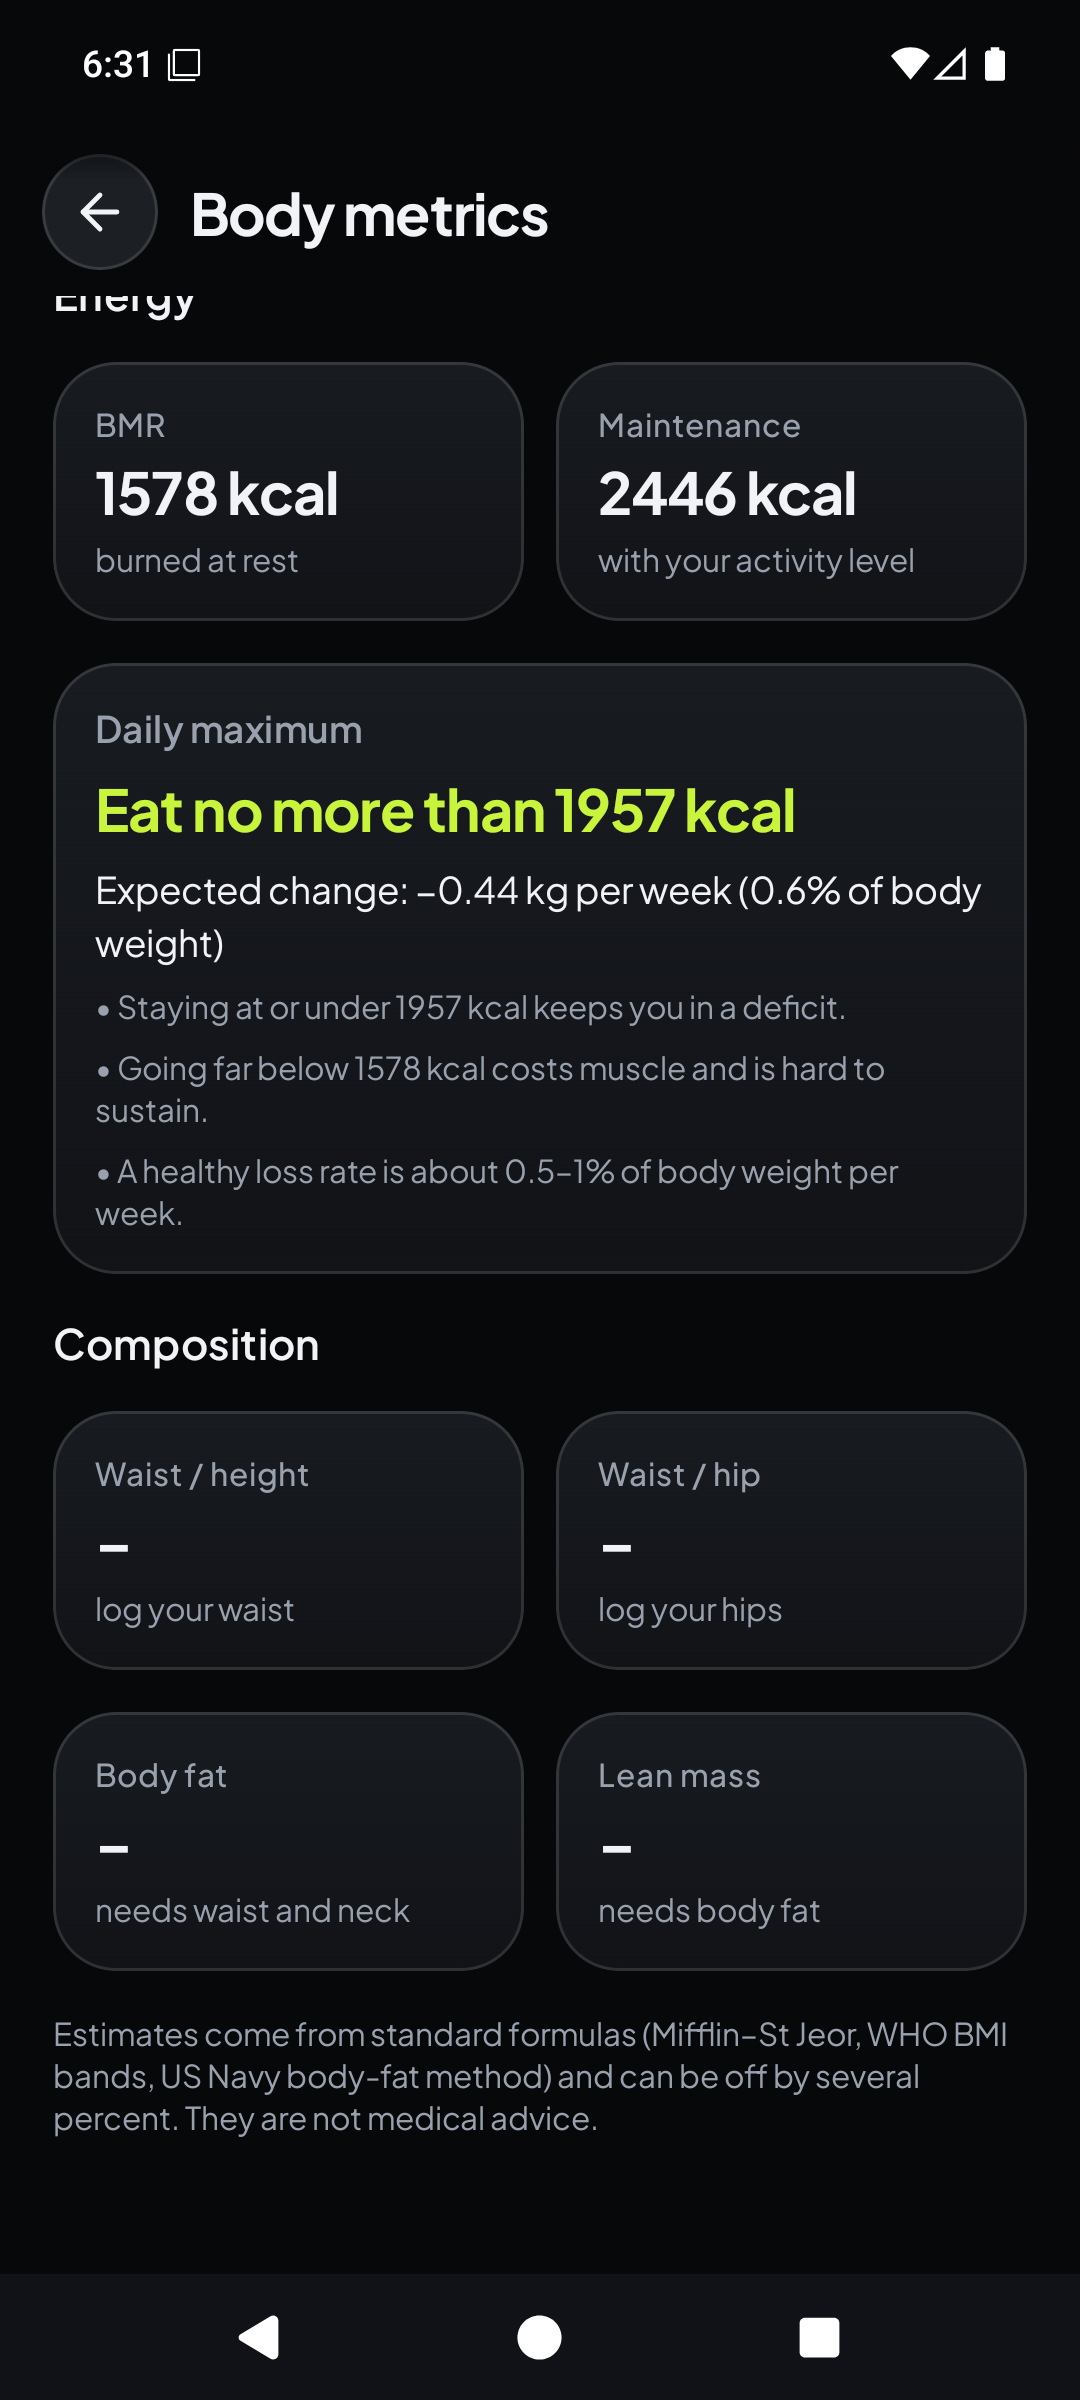 6:31
Body metrics
Energy
BMR
1578 kcal
burned at rest
Maintenance
2446 kcal
with your activity level
Daily maximum
Eat no more than 1957 kcal
Expected change: −0.44 kg per week (0.6% of body
weight)
• Staying at or under 1957 kcal keeps you in a deficit.
• Going far below 1578 kcal costs muscle and is hard to
sustain.
• A healthy loss rate is about 0.5–1% of body weight per
week.
Composition
Waist / height
–
log your waist
Waist / hip
–
log your hips
Body fat
–
needs waist and neck
Lean mass
–
needs body fat
Estimates come from standard formulas (Mifflin–St Jeor, WHO BMI
bands, US Navy body-fat method) and can be off by several
percent. They are not medical advice.